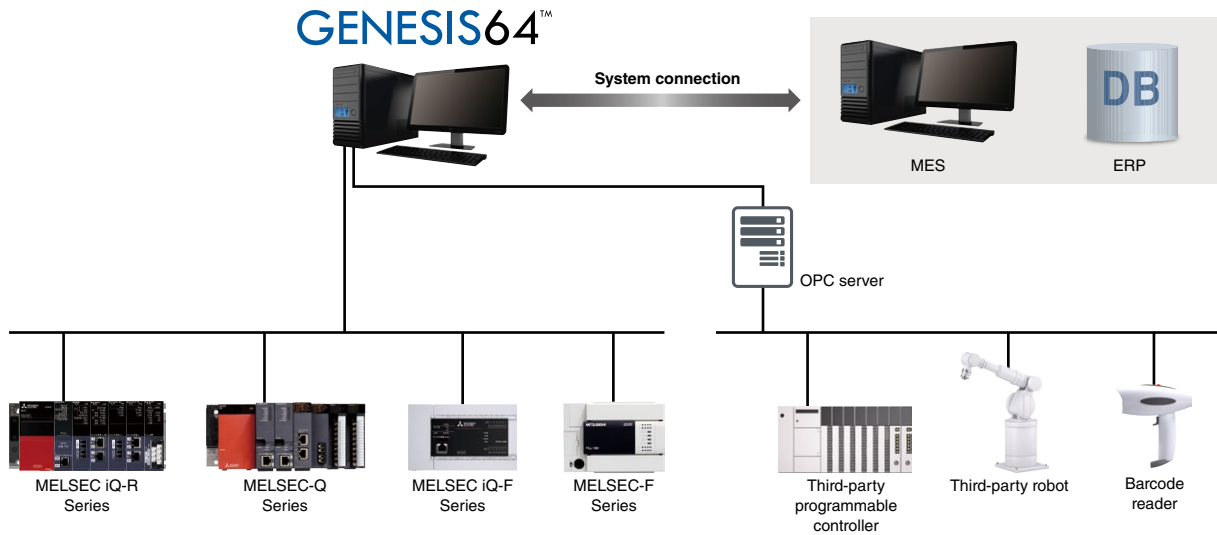 GENESIS64™
System connection
DB
MES
ERP
OPC server
MELSEC iQ-R
Series
MELSEC-Q
Series
MELSEC iQ-F
Series
MELSEC-F
Series
Third-party
programmable
controller
Third-party robot
Barcode
reader